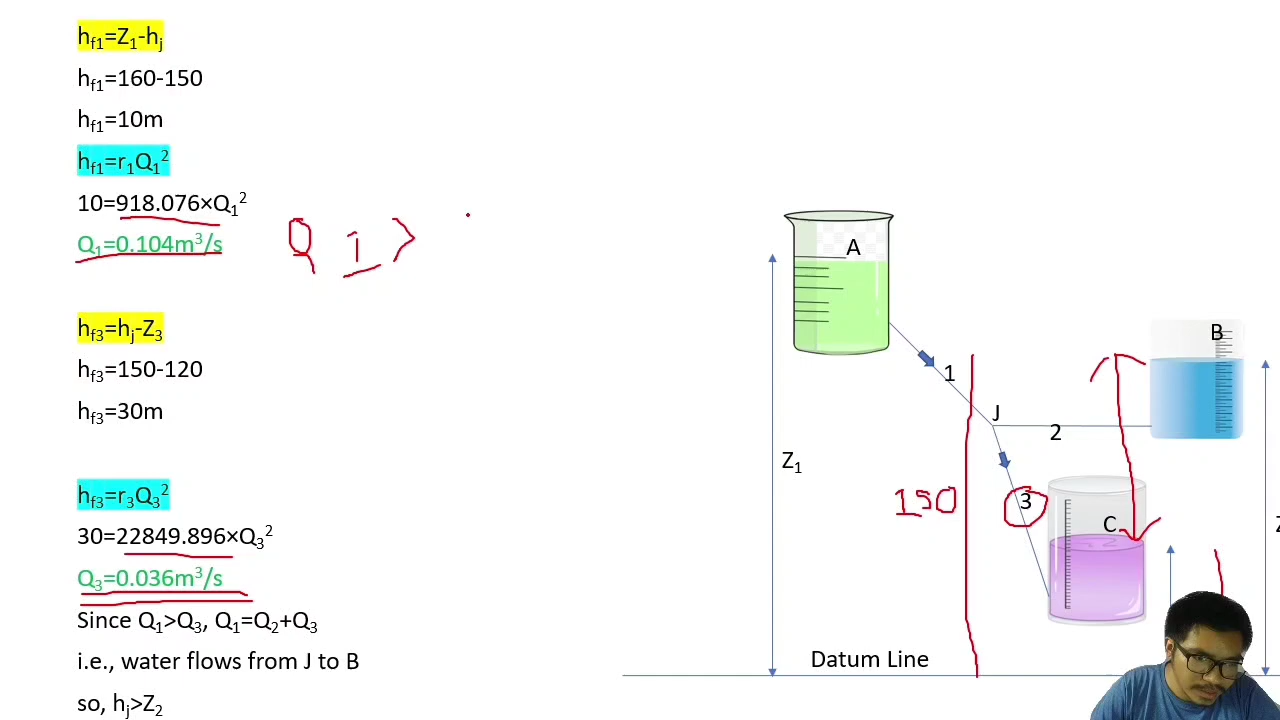 hf1=Z1-hj
hf1=160-150
hf1=10m
hf1=r1Q1²
10=918.076×Q1²
Q1=0.104m³/s
Q 1 >
hf3=hj-Z3
hf3=150-120
hf3=30m
hf3=r3Q3²
30=22849.896×Q3²
Q3=0.036m³/s
Since Q1>Q3, Q1=Q2+Q3
i.e., water flows from J to B
so, hj>Z2
A
B
1
J
2
Z1
150
3
C
Z
Datum Line